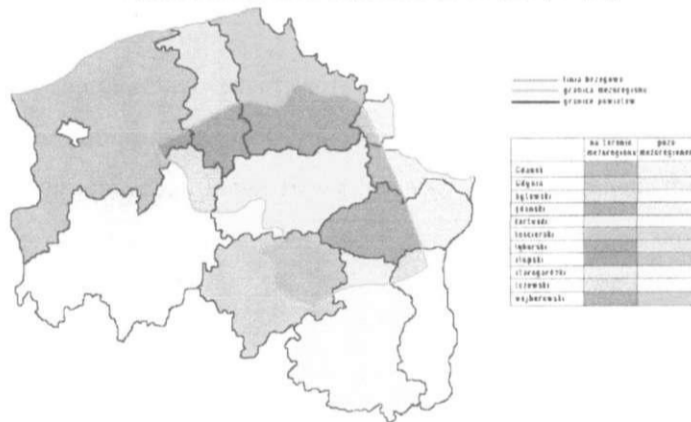 linia brzegowa
granica mezoregionu
granice powiatów
na terenie mezoregionu
poza mezoregionem
Gdańsk
Gdynia
bytowski
gdański
kartuski
kościerski
lęborski
słupski
starogardzki
tczewski
wejherowski